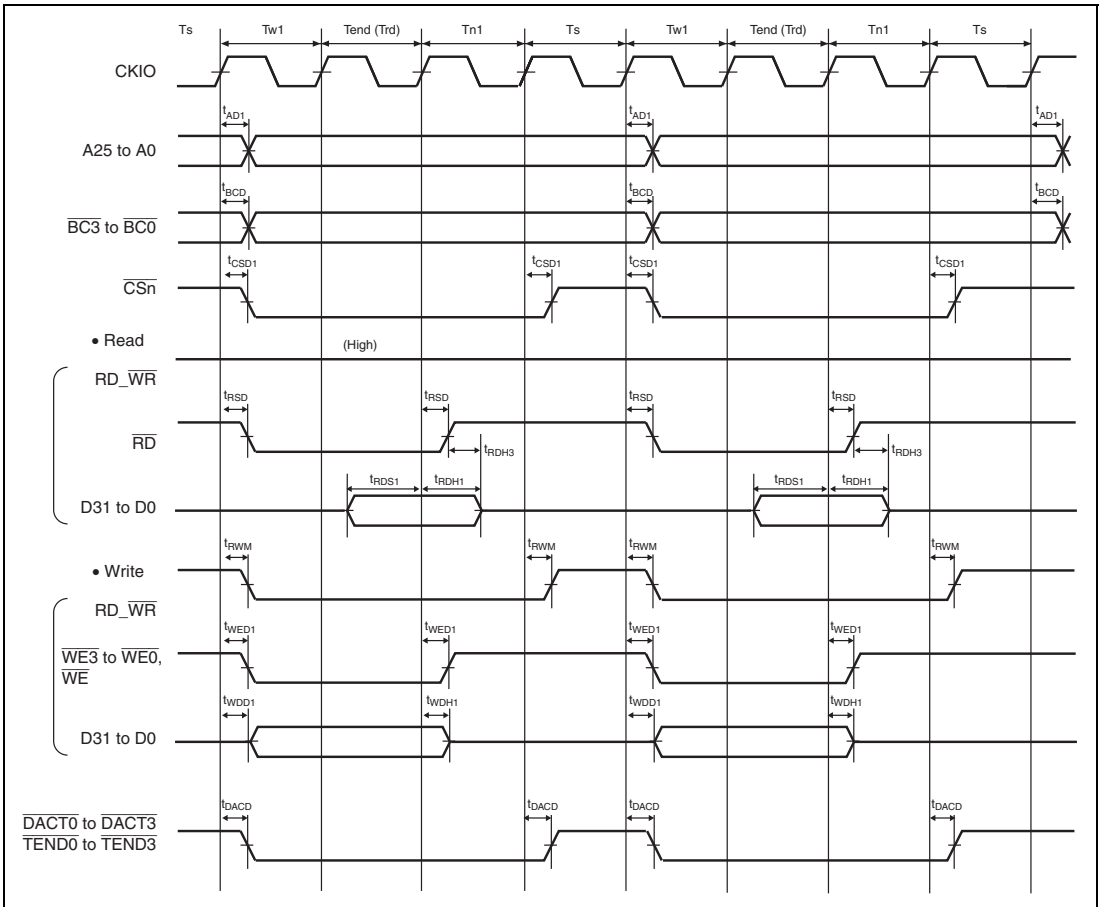 Ts Tw1 Tend (Trd) Tn1 Ts Tw1 Tend (Trd) Tn1 Ts
CKIO
tAD1 tAD1 tAD1
A25 to A0
tBCD tBCD tBCD
BC3 to BC0
tCSD1 tCSD1 tCSD1 tCSD1
CSn
• Read (High)
RD_WR
tRSD tRSD tRSD tRSD
RD
tRDH3 tRDH3
tRDS1 tRDH1 tRDS1 tRDH1
D31 to D0
tRWM tRWM tRWM tRWM
• Write
RD_WR
tWED1 tWED1 tWED1 tWED1
WE3 to WE0,
WE
tWDD1 tWDH1 tWDD1 tWDH1
D31 to D0
tDACD tDACD tDACD tDACD
DACT0 to DACT3
TEND0 to TEND3